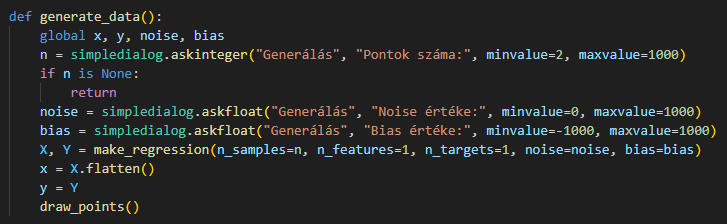 def generate_data():
    global x, y, noise, bias
    n = simpledialog.askinteger("Generálás", "Pontok száma:", minvalue=2, maxvalue=1000)
    if n is None:
        return
    noise = simpledialog.askfloat("Generálás", "Noise értéke:", minvalue=0, maxvalue=1000)
    bias = simpledialog.askfloat("Generálás", "Bias értéke:", minvalue=-1000, maxvalue=1000)
    X, Y = make_regression(n_samples=n, n_features=1, n_targets=1, noise=noise, bias=bias)
    x = X.flatten()
    y = Y
    draw_points()